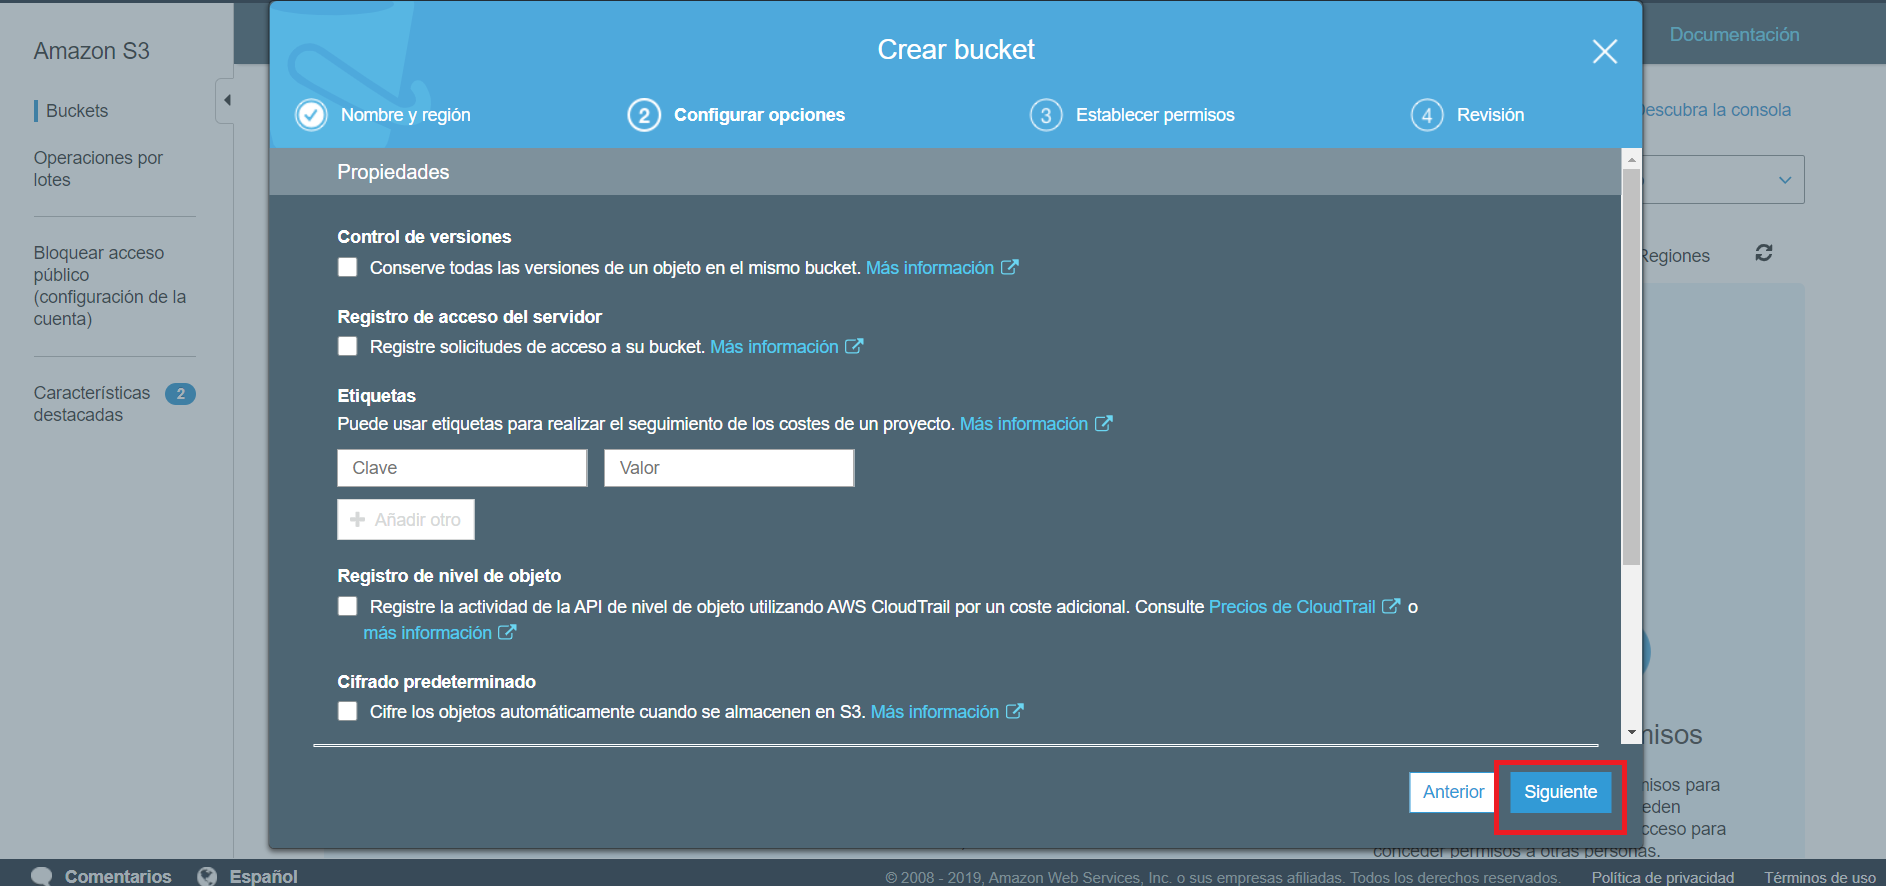 Amazon S3
Buckets
Operaciones por
lotes
Bloquear acceso
público
(configuración de la
cuenta)
Características 2
destacadas
Crear bucket
Nombre y región
2 Configurar opciones
3 Establecer permisos
4 Revisión
Propiedades
Control de versiones
Conserve todas las versiones de un objeto en el mismo bucket. Más información
Registro de acceso del servidor
Registre solicitudes de acceso a su bucket. Más información
Etiquetas
Puede usar etiquetas para realizar el seguimiento de los costes de un proyecto. Más información
Clave Valor
Añadir otro
Registro de nivel de objeto
Registre la actividad de la API de nivel de objeto utilizando AWS CloudTrail por un coste adicional. Consulte Precios de CloudTrail o
más información
Cifrado predeterminado
Cifre los objetos automáticamente cuando se almacenen en S3. Más información
Anterior Siguiente
Documentación
Descubra la consola
Regiones
misos
misos para
eden
cceso para
conceder permisos a otras personas.
Comentarios Español © 2008 - 2019, Amazon Web Services, Inc. o sus empresas afiliadas. Todos los derechos reservados. Política de privacidad Términos de uso